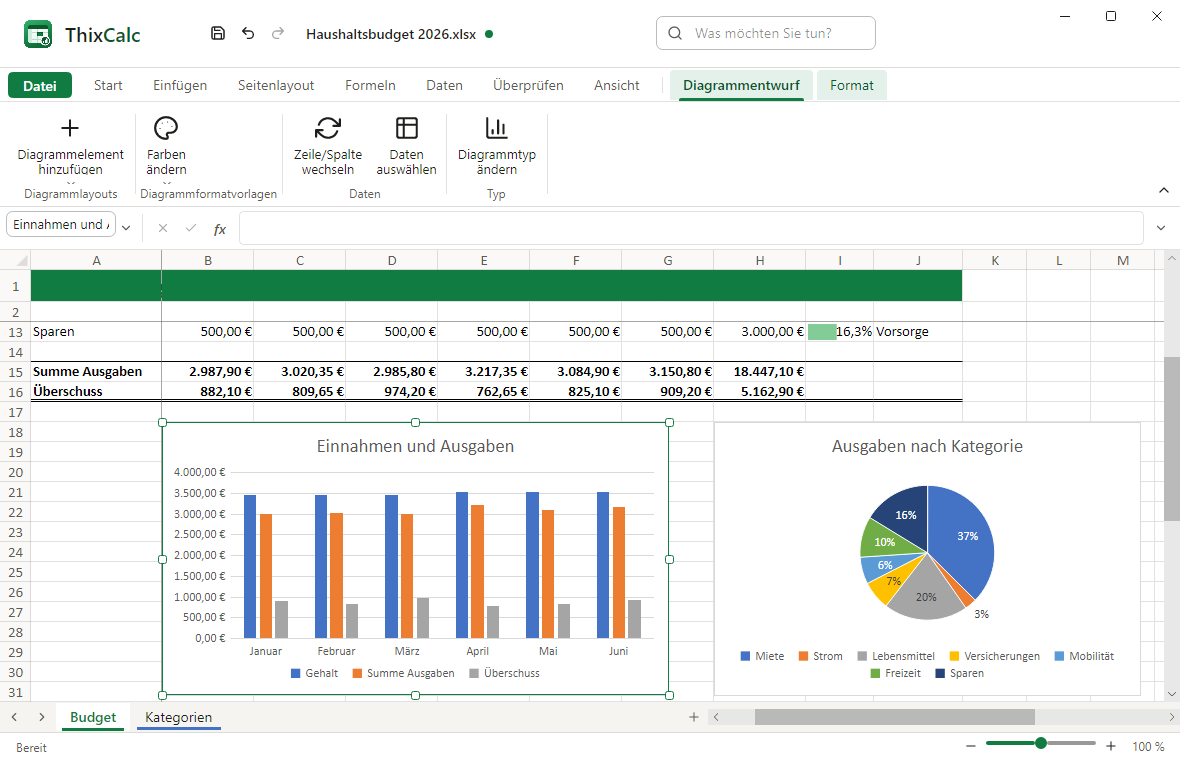 ThixCalc
Haushaltsbudget 2026.xlsx
Was möchten Sie tun?
Datei Start Einfügen Seitenlayout Formeln Daten Überprüfen Ansicht Diagrammentwurf Format
Diagrammelement hinzufügen
Farben ändern
Zeile/Spalte wechseln
Daten auswählen
Diagrammtyp ändern
Diagrammlayouts Diagrammformatvorlagen Daten Typ
Einnahmen und
fx
A B C D E F G H I J K L M
1
2
13 Sparen 500,00 € 500,00 € 500,00 € 500,00 € 500,00 € 500,00 € 3.000,00 € 16,3% Vorsorge
14
15 Summe Ausgaben 2.987,90 € 3.020,35 € 2.985,80 € 3.217,35 € 3.084,90 € 3.150,80 € 18.447,10 €
16 Überschuss 882,10 € 809,65 € 974,20 € 762,65 € 825,10 € 909,20 € 5.162,90 €
17
18
19
20
21
22
23
24
25
26
27
28
29
30
31
Einnahmen und Ausgaben
4.000,00 €
3.500,00 €
3.000,00 €
2.500,00 €
2.000,00 €
1.500,00 €
1.000,00 €
500,00 €
0,00 €
Januar Februar März April Mai Juni
Gehalt Summe Ausgaben Überschuss
Ausgaben nach Kategorie
16%
37%
10%
6%
7%
20%
3%
Miete Strom Lebensmittel Versicherungen Mobilität
Freizeit Sparen
Budget Kategorien
Bereit
100 %